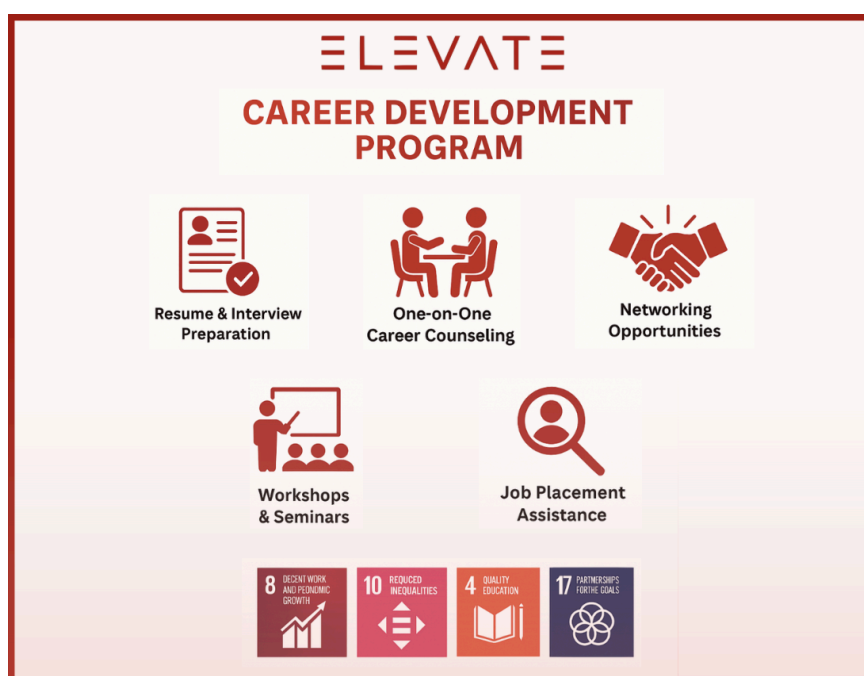 ELEVATE
CAREER DEVELOPMENT
PROGRAM
Resume & Interview
Preparation
One-on-One
Career Counseling
Networking
Opportunities
Workshops
& Seminars
Job Placement
Assistance
8 DECENT WORK
AND PEONOMIC
GROWTH
10 REQUCED
INEQUALITIES
4 QUALITY
EDUCATION
17 PARTNERSHIPS
FORTHE GOALS